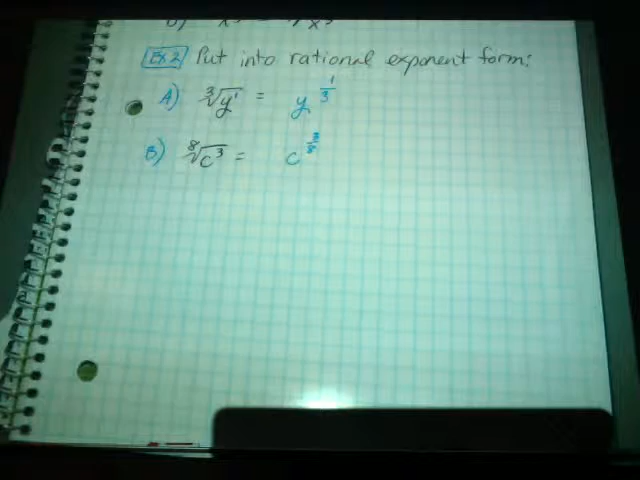 Ex.2 Put into rational exponent form:
A) ∛y¹ = y^(1/3)
B) ⁸√c³ = c^(3/8)